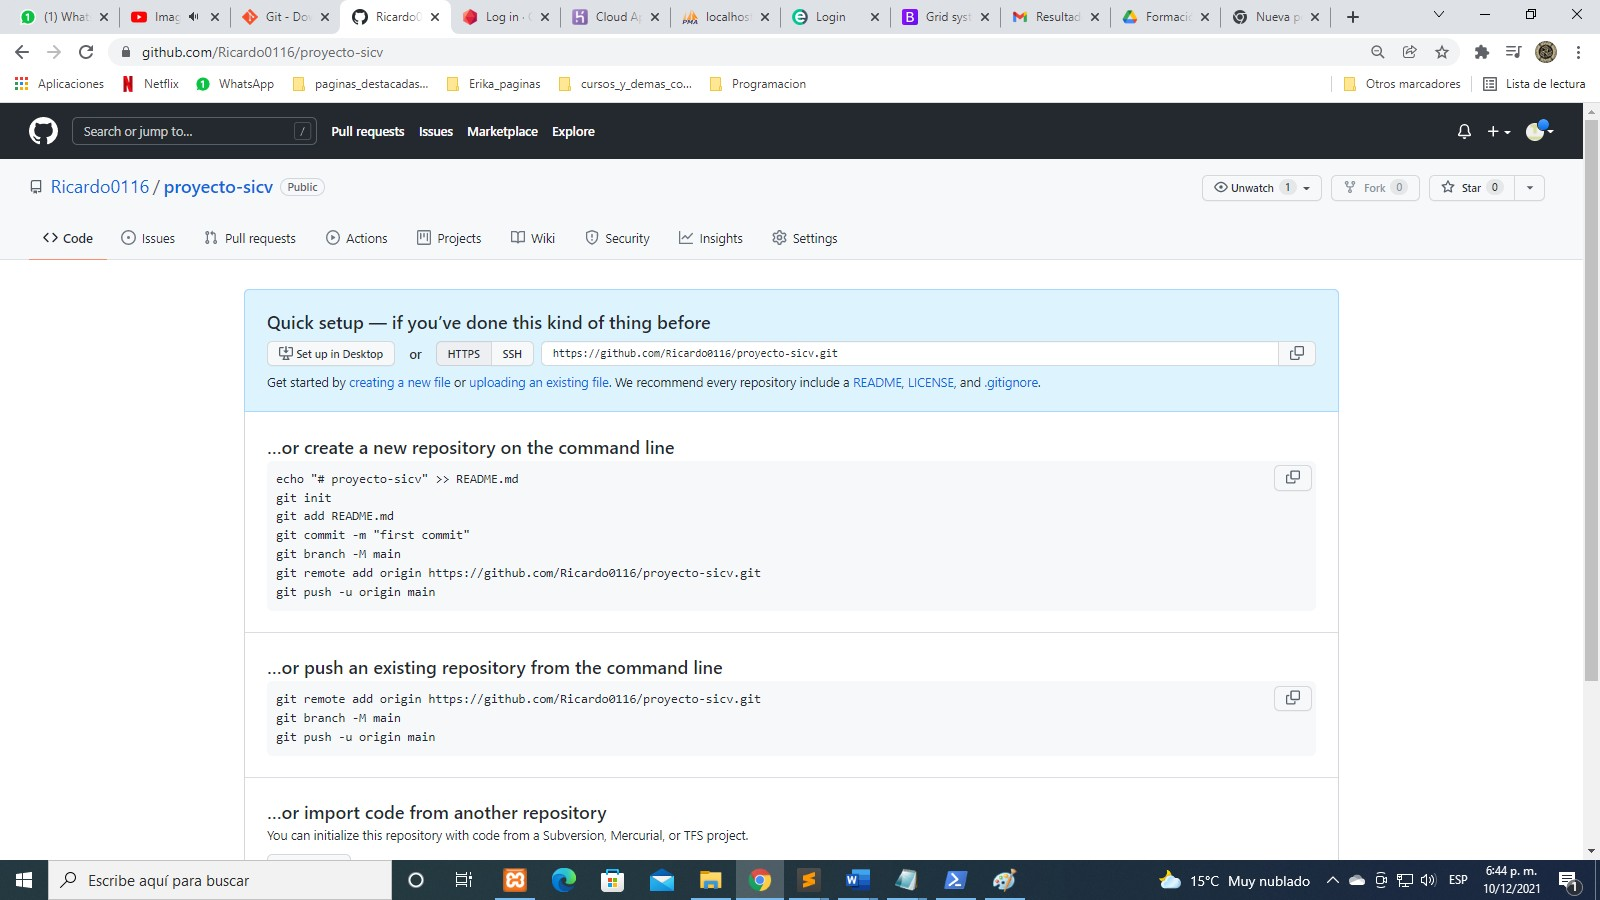 (1) What
Imag
Git - Dow
Ricardo0
Log in ·
Cloud Ap
localhos
Login
Grid syst
Resultad
Formaci
Nueva p
github.com/Ricardo0116/proyecto-sicv
Aplicaciones
Netflix
WhatsApp
paginas_destacadas...
Erika_paginas
cursos_y_demas_co...
Programacion
Otros marcadores
Lista de lectura
Search or jump to...
/
Pull requests
Issues
Marketplace
Explore
Ricardo0116 / proyecto-sicv
Public
Unwatch 1
Fork 0
Star 0
Code
Issues
Pull requests
Actions
Projects
Wiki
Security
Insights
Settings
Quick setup — if you’ve done this kind of thing before
Set up in Desktop
or
HTTPS
SSH
https://github.com/Ricardo0116/proyecto-sicv.git
Get started by creating a new file or uploading an existing file. We recommend every repository include a README, LICENSE, and .gitignore.
…or create a new repository on the command line
echo "# proyecto-sicv" >> README.md
git init
git add README.md
git commit -m "first commit"
git branch -M main
git remote add origin https://github.com/Ricardo0116/proyecto-sicv.git
git push -u origin main
…or push an existing repository from the command line
git remote add origin https://github.com/Ricardo0116/proyecto-sicv.git
git branch -M main
git push -u origin main
…or import code from another repository
You can initialize this repository with code from a Subversion, Mercurial, or TFS project.
Escribe aquí para buscar
15°C Muy nublado
ESP
6:44 p. m.
10/12/2021
1